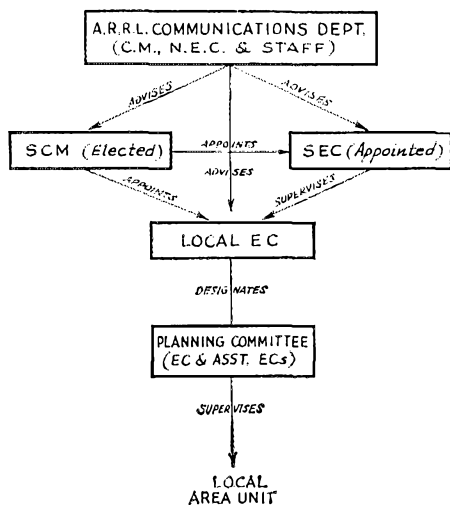 A.R.R.L. COMMUNICATIONS DEPT.
(C.M., N.E.C. & STAFF)
ADVISES
ADVISES
SCM (Elected)
APPOINTS
SEC (Appointed)
ADVISES
APPOINTS
SUPERVISES
LOCAL EC
DESIGNATES
PLANNING COMMITTEE
(EC & ASST. ECs)
SUPERVISES
LOCAL
AREA UNIT